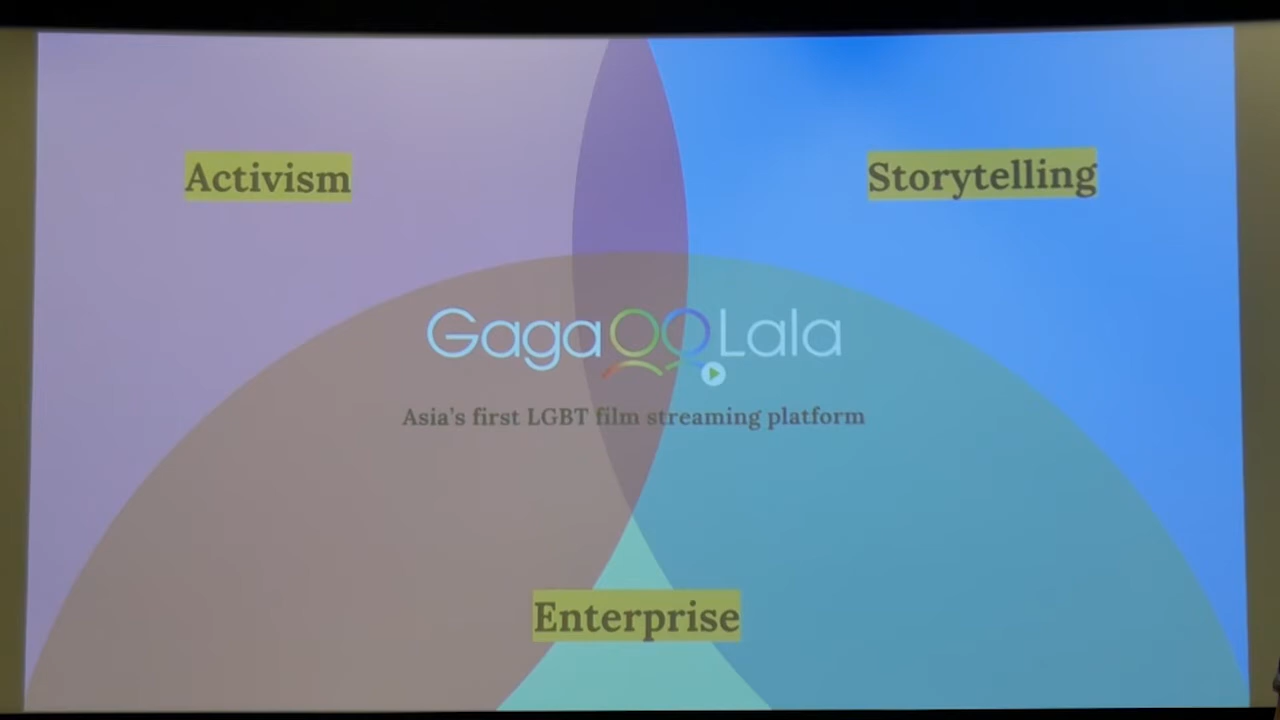 Activism
Storytelling
GagaOOLala
Asia's first LGBT film streaming platform
Enterprise